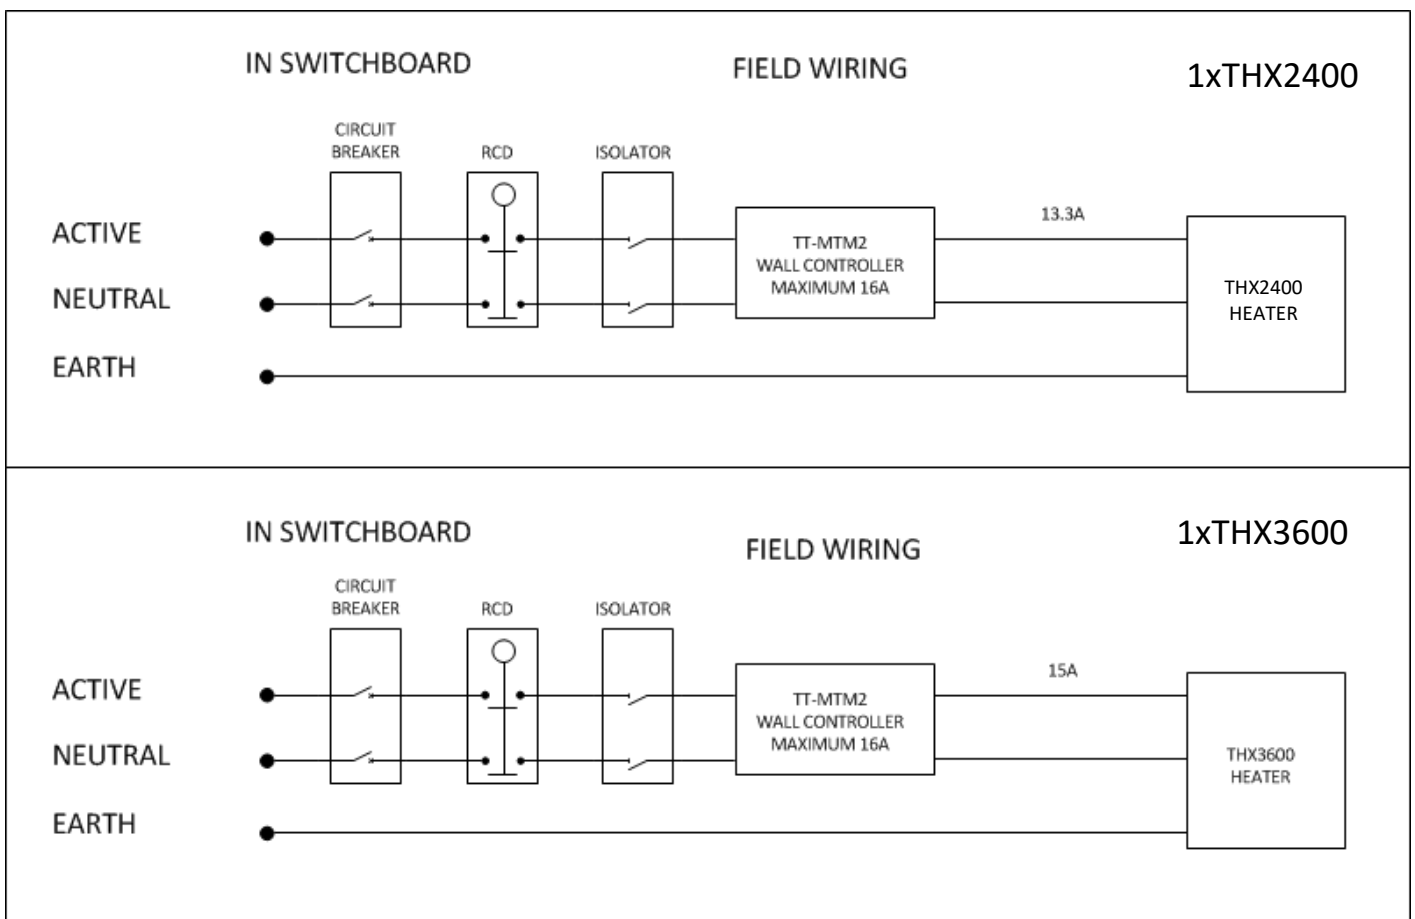 IN SWITCHBOARD
FIELD WIRING
1xTHX2400
CIRCUIT
BREAKER
RCD
ISOLATOR
ACTIVE
13.3A
TT-MTM2
WALL CONTROLLER
MAXIMUM 16A
NEUTRAL
THX2400
HEATER
EARTH
IN SWITCHBOARD
FIELD WIRING
1xTHX3600
CIRCUIT
BREAKER
RCD
ISOLATOR
ACTIVE
15A
TT-MTM2
WALL CONTROLLER
MAXIMUM 16A
NEUTRAL
THX3600
HEATER
EARTH